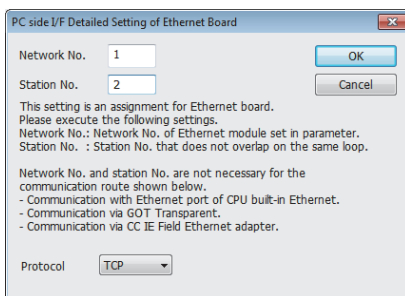 PC side I/F Detailed Setting of Ethernet Board
Network No. 1 OK
Station No. 2 Cancel
This setting is an assignment for Ethernet board.
Please execute the following settings.
Network No.: Network No. of Ethernet module set in parameter.
Station No. : Station No. that does not overlap on the same loop.
Network No. and station No. are not necessary for the
communication route shown below.
- Communication with Ethernet port of CPU built-in Ethernet.
- Communication via GOT Transparent.
- Communication via CC IE Field Ethernet adapter.
Protocol TCP